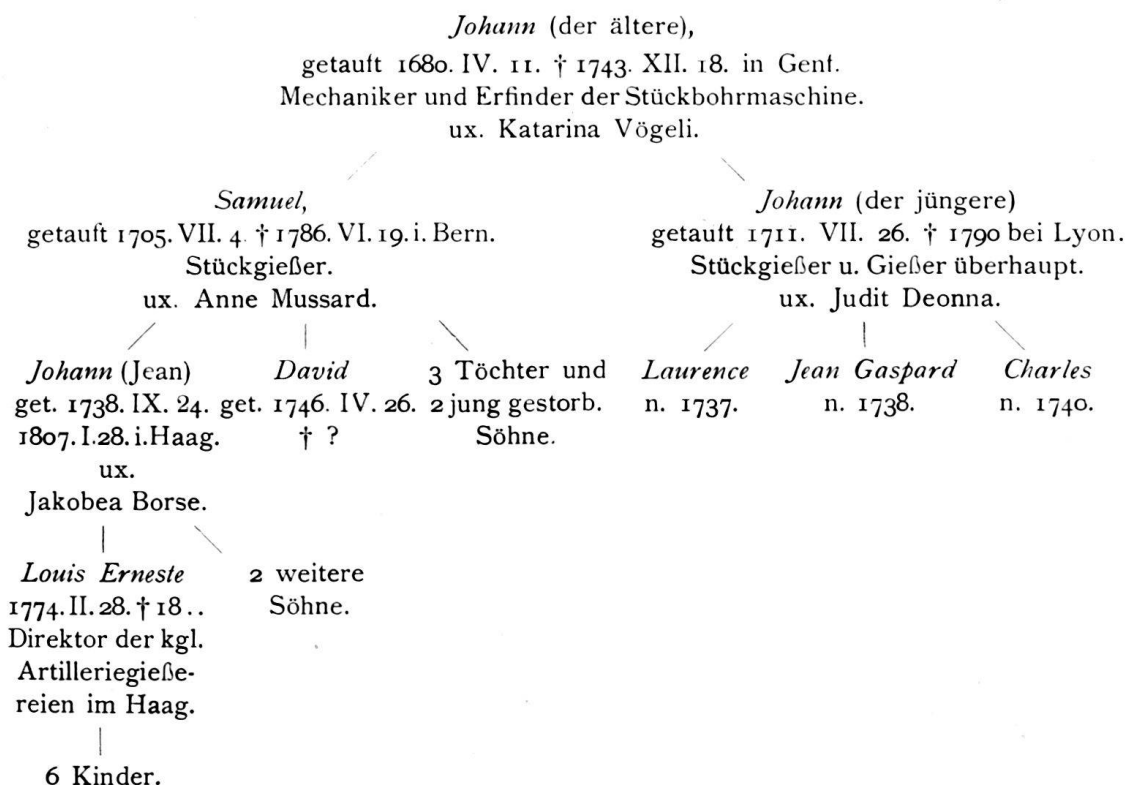 Johann (der ältere),
getauft 1680. IV. 11. † 1743. XII. 18. in Genf.
Mechaniker und Erfinder der Stückbohrmaschine.
ux. Katarina Vögeli.
Samuel,
getauft 1705. VII. 4. † 1786. VI. 19. i. Bern.
Stückgießer.
ux. Anne Mussard.
Johann (der jüngere)
getauft 1711. VII. 26. † 1790 bei Lyon.
Stückgießer u. Gießer überhaupt.
ux. Judit Deonna.
Johann (Jean)
get. 1738. IX. 24.
1807. I. 28. i. Haag.
ux.
Jakobea Borse.
David
get. 1746. IV. 26.
† ?
3 Töchter und
2 jung gestorb.
Söhne.
Laurence
n. 1737.
Jean Gaspard
n. 1738.
Charles
n. 1740.
Louis Erneste
1774. II. 28. † 18..
Direktor der kgl.
Artilleriegieße-
reien im Haag.
2 weitere
Söhne.
6 Kinder.